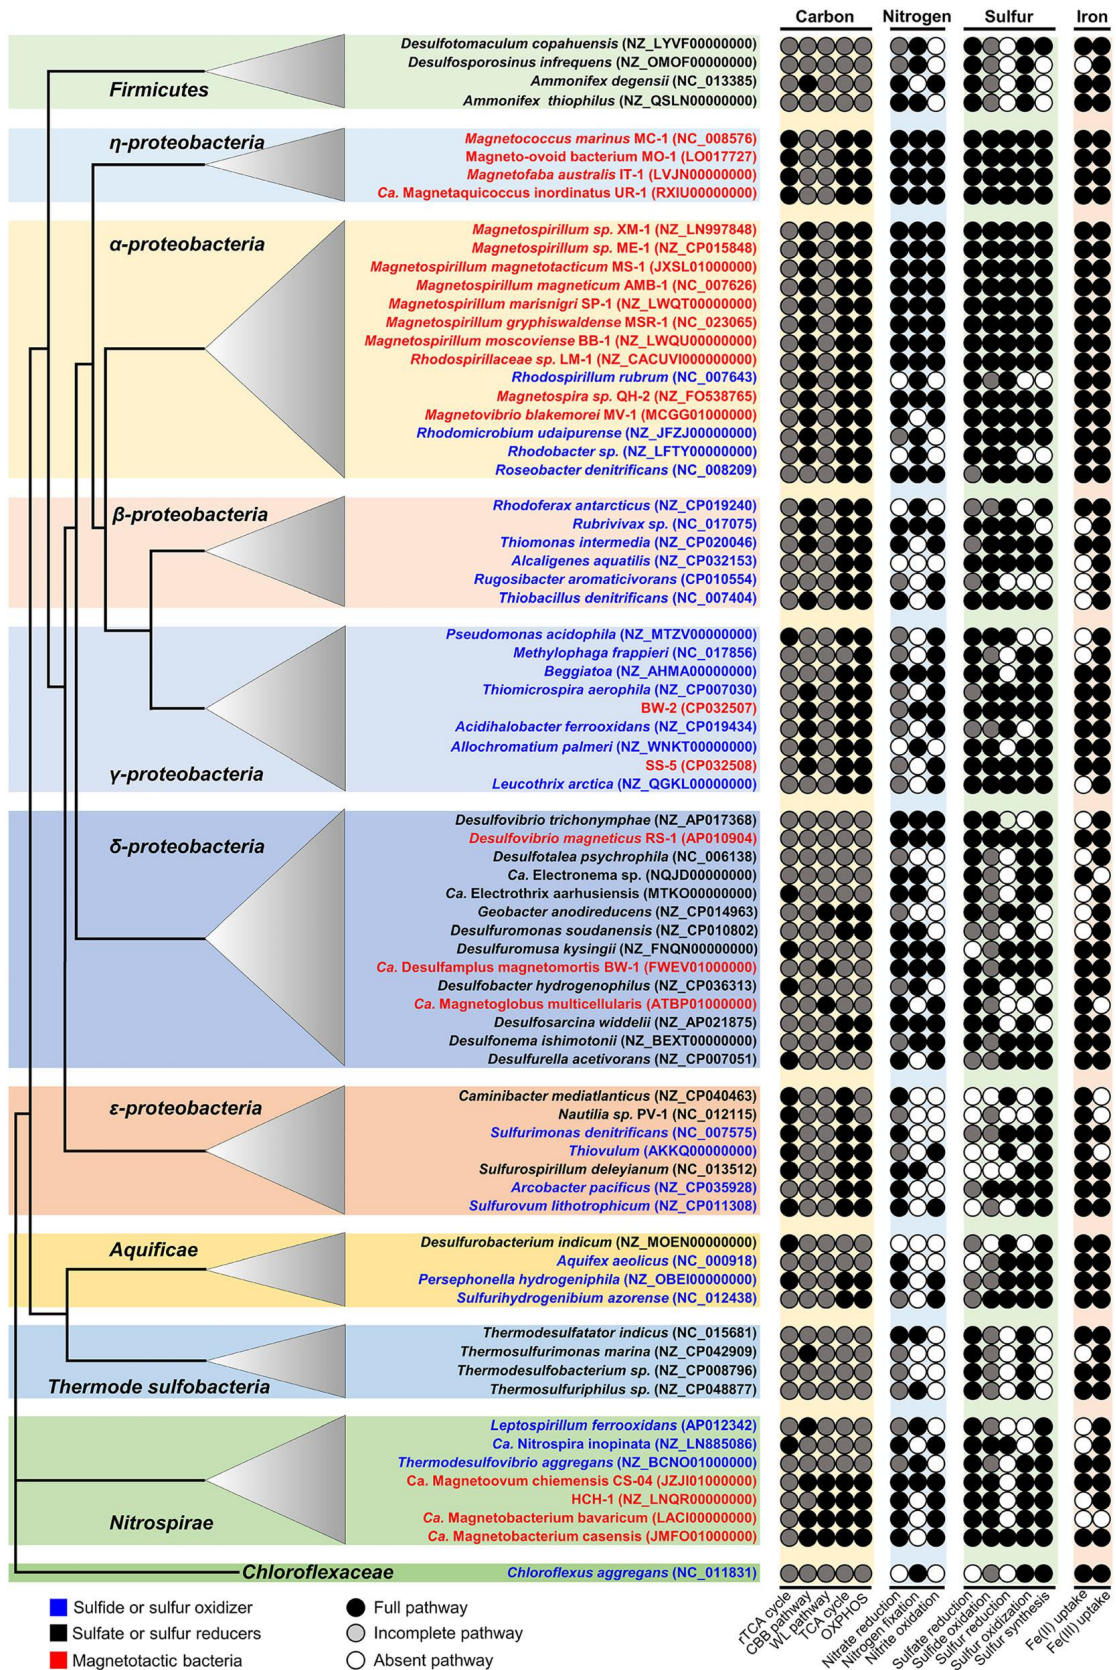 Carbon Nitrogen Sulfur Iron
Desulfotomaculum copahuensis (NZ_LYVF00000000)
Desulfosporosinus infrequens (NZ_OMOF00000000)
Ammonifex degensii (NC_013385)
Firmicutes
Ammonifex thiophilus (NZ_QSLN00000000)
η-proteobacteria
Magnetococcus marinus MC-1 (NC_008576)
Magneto-ovoid bacterium MO-1 (LO017727)
Magnetofaba australis IT-1 (LVJN00000000)
Ca. Magnetaquicoccus inordinatus UR-1 (RXIU00000000)
Magnetospirillum sp. XM-1 (NZ_LN997848)
α-proteobacteria
Magnetospirillum sp. ME-1 (NZ_CP015848)
Magnetospirillum magnetotacticum MS-1 (JXSL01000000)
Magnetospirillum magneticum AMB-1 (NC_007626)
Magnetospirillum marisnigri SP-1 (NZ_LWQT00000000)
Magnetospirillum gryphiswaldense MSR-1 (NC_023065)
Magnetospirillum moscoviense BB-1 (NZ_LWQU00000000)
Rhodospirillaceae sp. LM-1 (NZ_CACUVI000000000)
Rhodospirillum rubrum (NC_007643)
Magnetospira sp. QH-2 (NZ_FO538765)
Magnetovibrio blakemorei MV-1 (MCGG01000000)
Rhodomicrobium udaipurense (NZ_JFZJ00000000)
Rhodobacter sp. (NZ_LFTY00000000)
Roseobacter denitrificans (NC_008209)
Rhodoferax antarcticus (NZ_CP019240)
β-proteobacteria
Rubrivivax sp. (NC_017075)
Thiomonas intermedia (NZ_CP020046)
Alcaligenes aquatilis (NZ_CP032153)
Rugosibacter aromaticivorans (CP010554)
Thiobacillus denitrificans (NC_007404)
Pseudomonas acidophila (NZ_MTZV00000000)
Methylophaga frappieri (NC_017856)
Beggiatoa (NZ_AHMA00000000)
Thiomicrospira aerophila (NZ_CP007030)
BW-2 (CP032507)
Acidihalobacter ferrooxidans (NZ_CP019434)
Allochromatium palmeri (NZ_WNKT00000000)
SS-5 (CP032508)
γ-proteobacteria
Leucothrix arctica (NZ_QGKL00000000)
Desulfovibrio trichonymphae (NZ_AP017368)
Desulfovibrio magneticus RS-1 (AP010904)
δ-proteobacteria
Desulfotalea psychrophila (NC_006138)
Ca. Electronema sp. (NQJD00000000)
Ca. Electrothrix aarhusiensis (MTKO00000000)
Geobacter anodireducens (NZ_CP014963)
Desulfuromonas soudanensis (NZ_CP010802)
Desulfuromusa kysingii (NZ_FNQN00000000)
Ca. Desulfamplus magnetomortis BW-1 (FWEV01000000)
Desulfobacter hydrogenophilus (NZ_CP036313)
Ca. Magnetoglobus multicellularis (ATBP01000000)
Desulfosarcina widdelii (NZ_AP021875)
Desulfonema ishimotonii (NZ_BEXT00000000)
Desulfurella acetivorans (NZ_CP007051)
Caminibacter mediatlanticus (NZ_CP040463)
ε-proteobacteria
Nautilia sp. PV-1 (NC_012115)
Sulfurimonas denitrificans (NC_007575)
Thiovulum (AKKQ00000000)
Sulfurospirillum deleyianum (NC_013512)
Arcobacter pacificus (NZ_CP035928)
Sulfurovum lithotrophicum (NZ_CP011308)
Desulfurobacterium indicum (NZ_MOEN00000000)
Aquificae
Aquifex aeolicus (NC_000918)
Persephonella hydrogeniphila (NZ_OBEI00000000)
Sulfurihydrogenibium azorense (NC_012438)
Thermodesulfatator indicus (NC_015681)
Thermosulfurimonas marina (NZ_CP042909)
Thermodesulfobacterium sp. (NZ_CP008796)
Thermode sulfobacteria
Thermosulfuriphilus sp. (NZ_CP048877)
Leptospirillum ferrooxidans (AP012342)
Ca. Nitrospira inopinata (NZ_LN885086)
Thermodesulfovibrio aggregans (NZ_BCNO01000000)
Ca. Magnetoovum chiemensis CS-04 (JZJI01000000)
HCH-1 (NZ_LNQR00000000)
Nitrospirae
Ca. Magnetobacterium bavaricum (LACI00000000)
Ca. Magnetobacterium casensis (JMFO01000000)
Chloroflexaceae
Chloroflexus aggregans (NC_011831)
rTCA cycle
CBB pathway
WL pathway
TCA cycle
OXPHOS
Nitrate reduction
Nitrogen fixation
Nitrite oxidation
Sulfate reduction
Sulfide oxidation
Sulfur reduction
Sulfur oxidization
Sulfur synthesis
Fe(II) uptake
Fe(III) uptake
Sulfide or sulfur oxidizer
Full pathway
Sulfate or sulfur reducers
Incomplete pathway
Magnetotactic bacteria
Absent pathway